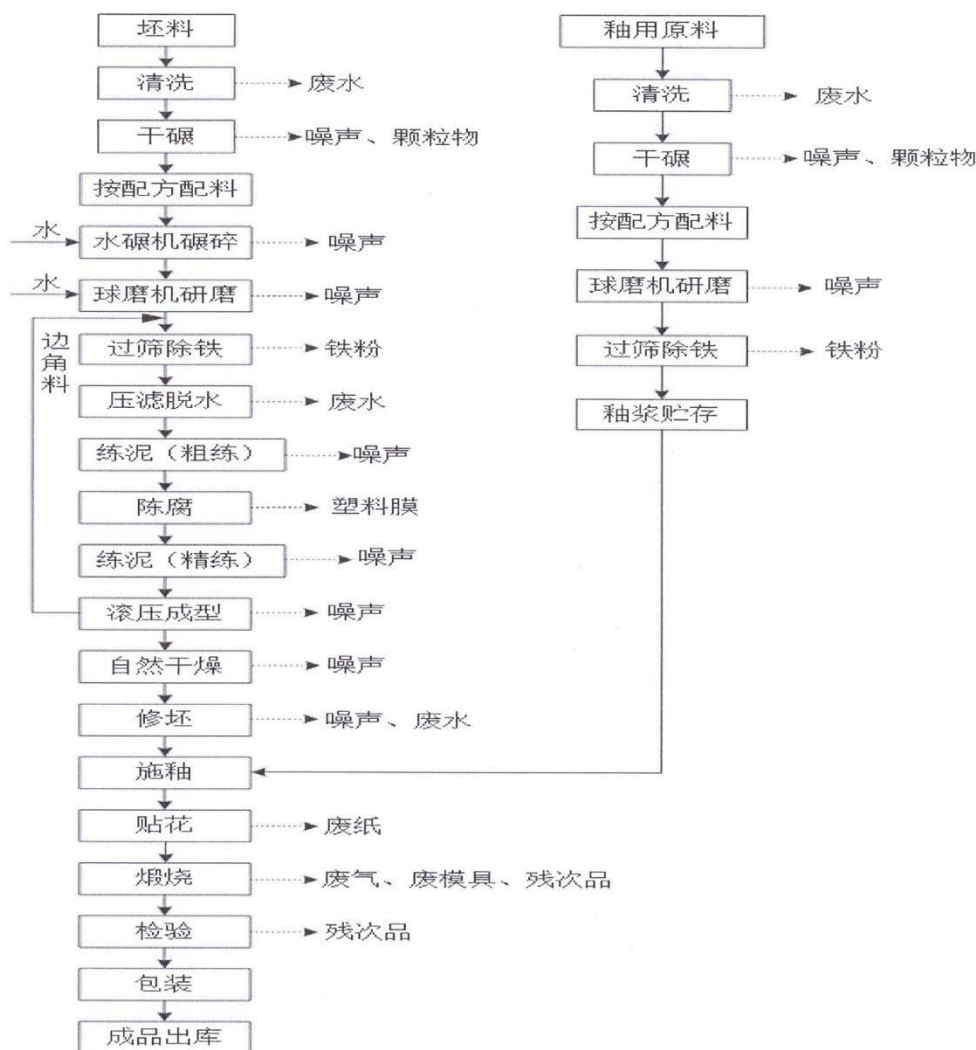 坯料
清洗
废水
干碾
噪声、颗粒物
按配方配料
水
水碾机碾碎
噪声
水
球磨机研磨
噪声
边角料
过筛除铁
铁粉
压滤脱水
废水
练泥（粗练）
噪声
陈腐
塑料膜
练泥（精练）
噪声
滚压成型
噪声
自然干燥
噪声
修坯
噪声、废水
施釉
贴花
废纸
煅烧
废气、废模具、残次品
检验
残次品
包装
成品出库
釉用原料
清洗
废水
干碾
噪声、颗粒物
按配方配料
球磨机研磨
噪声
过筛除铁
铁粉
釉浆贮存